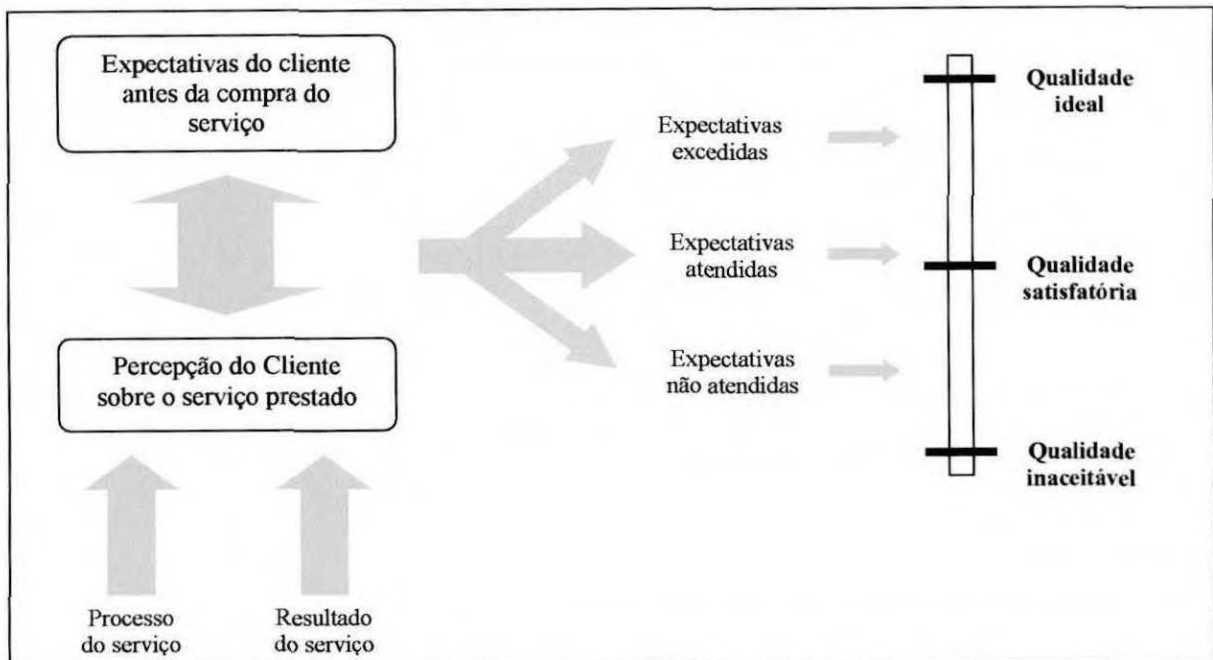 Expectativas do cliente
antes da compra do
serviço
Percepção do Cliente
sobre o serviço prestado
Processo
do serviço
Resultado
do serviço
Expectativas
excedidas
Expectativas
atendidas
Expectativas
não atendidas
Qualidade
ideal
Qualidade
satisfatória
Qualidade
inaceitável